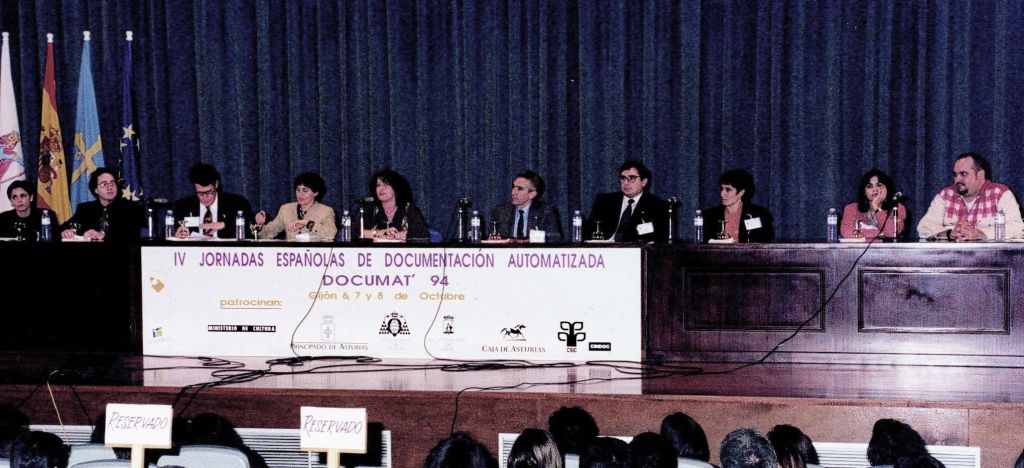 IV JORNADAS ESPAÑOLAS DE DOCUMENTACIÓN AUTOMATIZADA
DOCUMAT' 94
Gijón 6, 7 y 8 de Octubre
patrocinan:
MINISTERIO DE CULTURA
PRINCIPADO DE ASTURIAS
CAJA DE ASTURIAS
CSIC
CINDOC
RESERVADO
RESERVADO